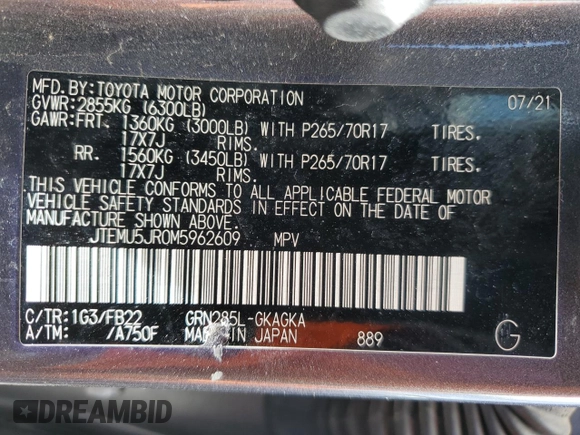 MFD.BY:TOYOTA MOTOR CORPORATION 07/21
GVWR:2855KG (6300LB)
GAWR:FRT. 1360KG (3000LB) WITH P265/70R17 TIRES.
17X7J RIMS.
RR. 1560KG (3450LB) WITH P265/70R17 TIRES.
17X7J RIMS.
THIS VEHICLE CONFORMS TO ALL APPLICABLE FEDERAL MOTOR
VEHICLE SAFETY STANDARDS IN EFFECT ON THE DATE OF
MANUFACTURE SHOWN ABOVE.
JTEMU5JR0M5962609 MPV
C/TR:1G3/FB22 GRN285L-GKAGKA
A/TM: /A750F MADE IN JAPAN 889 G
DREAMBID